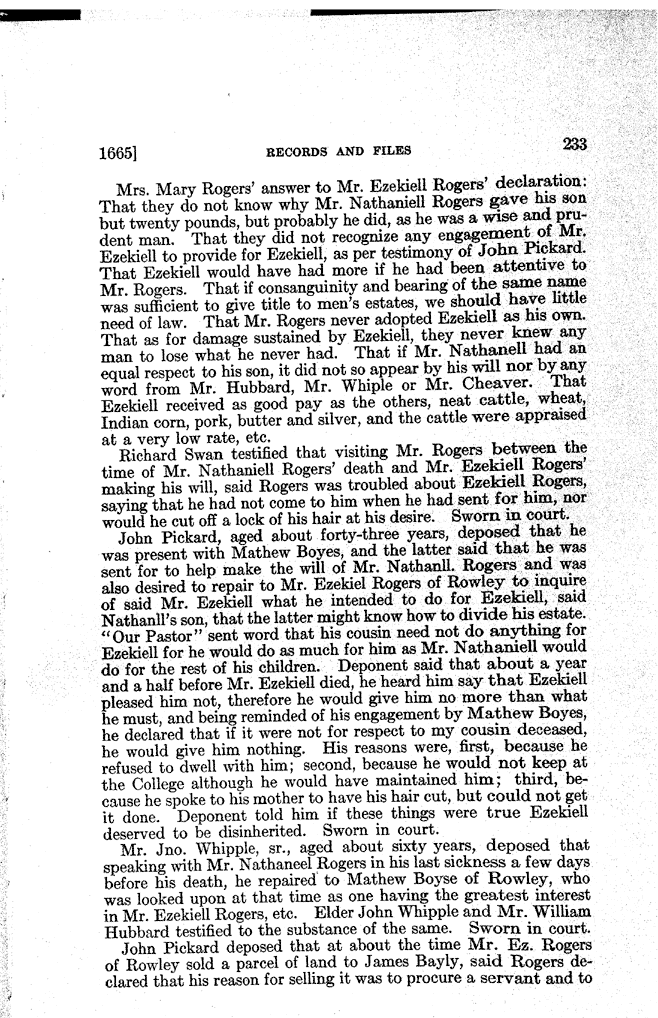 1665] RECORDS AND FILES 233
Mrs. Mary Rogers' answer to Mr. Ezekiell Rogers' declaration:
That they do not know why Mr. Nathaniell Rogers gave his son
but twenty pounds, but probably he did, as he was a wise and pru-
dent man. That they did not recognize any engagement of Mr.
Ezekiell to provide for Ezekiell, as per testimony of John Pickard.
That Ezekiell would have had more if he had been attentive to
Mr. Rogers. That if consanguinity and bearing of the same name
was sufficient to give title to men's estates, we should have little
need of law. That Mr. Rogers never adopted Ezekiell as his own.
That as for damage sustained by Ezekiell, they never knew any
man to lose what he never had. That if Mr. Nathanell had an
equal respect to his son, it did not so appear by his will nor by any
word from Mr. Hubbard, Mr. Whiple or Mr. Cheaver. That
Ezekiell received as good pay as the others, neat cattle, wheat,
Indian corn, pork, butter and silver, and the cattle were appraised
at a very low rate, etc.
Richard Swan testified that visiting Mr. Rogers between the
time of Mr. Nathaniell Rogers' death and Mr. Ezekiell Rogers'
making his will, said Rogers was troubled about Ezekiell Rogers,
saying that he had not come to him when he had sent for him, nor
would he cut off a lock of his hair at his desire. Sworn in court.
John Pickard, aged about forty-three years, deposed that he
was present with Mathew Boyes, and the latter said that he was
sent for to help make the will of Mr. Nathanll. Rogers and was
also desired to repair to Mr. Ezekiel Rogers of Rowley to inquire
of said Mr. Ezekiell what he intended to do for Ezekiell, said
Nathanll's son, that the latter might know how to divide his estate.
"Our Pastor" sent word that his cousin need not do anything for
Ezekiell for he would do as much for him as Mr. Nathaniell would
do for the rest of his children. Deponent said that about a year
and a half before Mr. Ezekiell died, he heard him say that Ezekiell
pleased him not, therefore he would give him no more than what
he must, and being reminded of his engagement by Mathew Boyes,
he declared that if it were not for respect to my cousin deceased,
he would give him nothing. His reasons were, first, because he
refused to dwell with him; second, because he would not keep at
the College although he would have maintained him; third, be-
cause he spoke to his mother to have his hair cut, but could not get
it done. Deponent told him if these things were true Ezekiell
deserved to be disinherited. Sworn in court.
Mr. Jno. Whipple, sr., aged about sixty years, deposed that
speaking with Mr. Nathaneel Rogers in his last sickness a few days
before his death, he repaired to Mathew Boyse of Rowley, who
was looked upon at that time as one having the greatest interest
in Mr. Ezekiell Rogers, etc. Elder John Whipple and Mr. William
Hubbard testified to the substance of the same. Sworn in court.
John Pickard deposed that at about the time Mr. Ez. Rogers
of Rowley sold a parcel of land to James Bayly, said Rogers de-
clared that his reason for selling it was to procure a servant and to